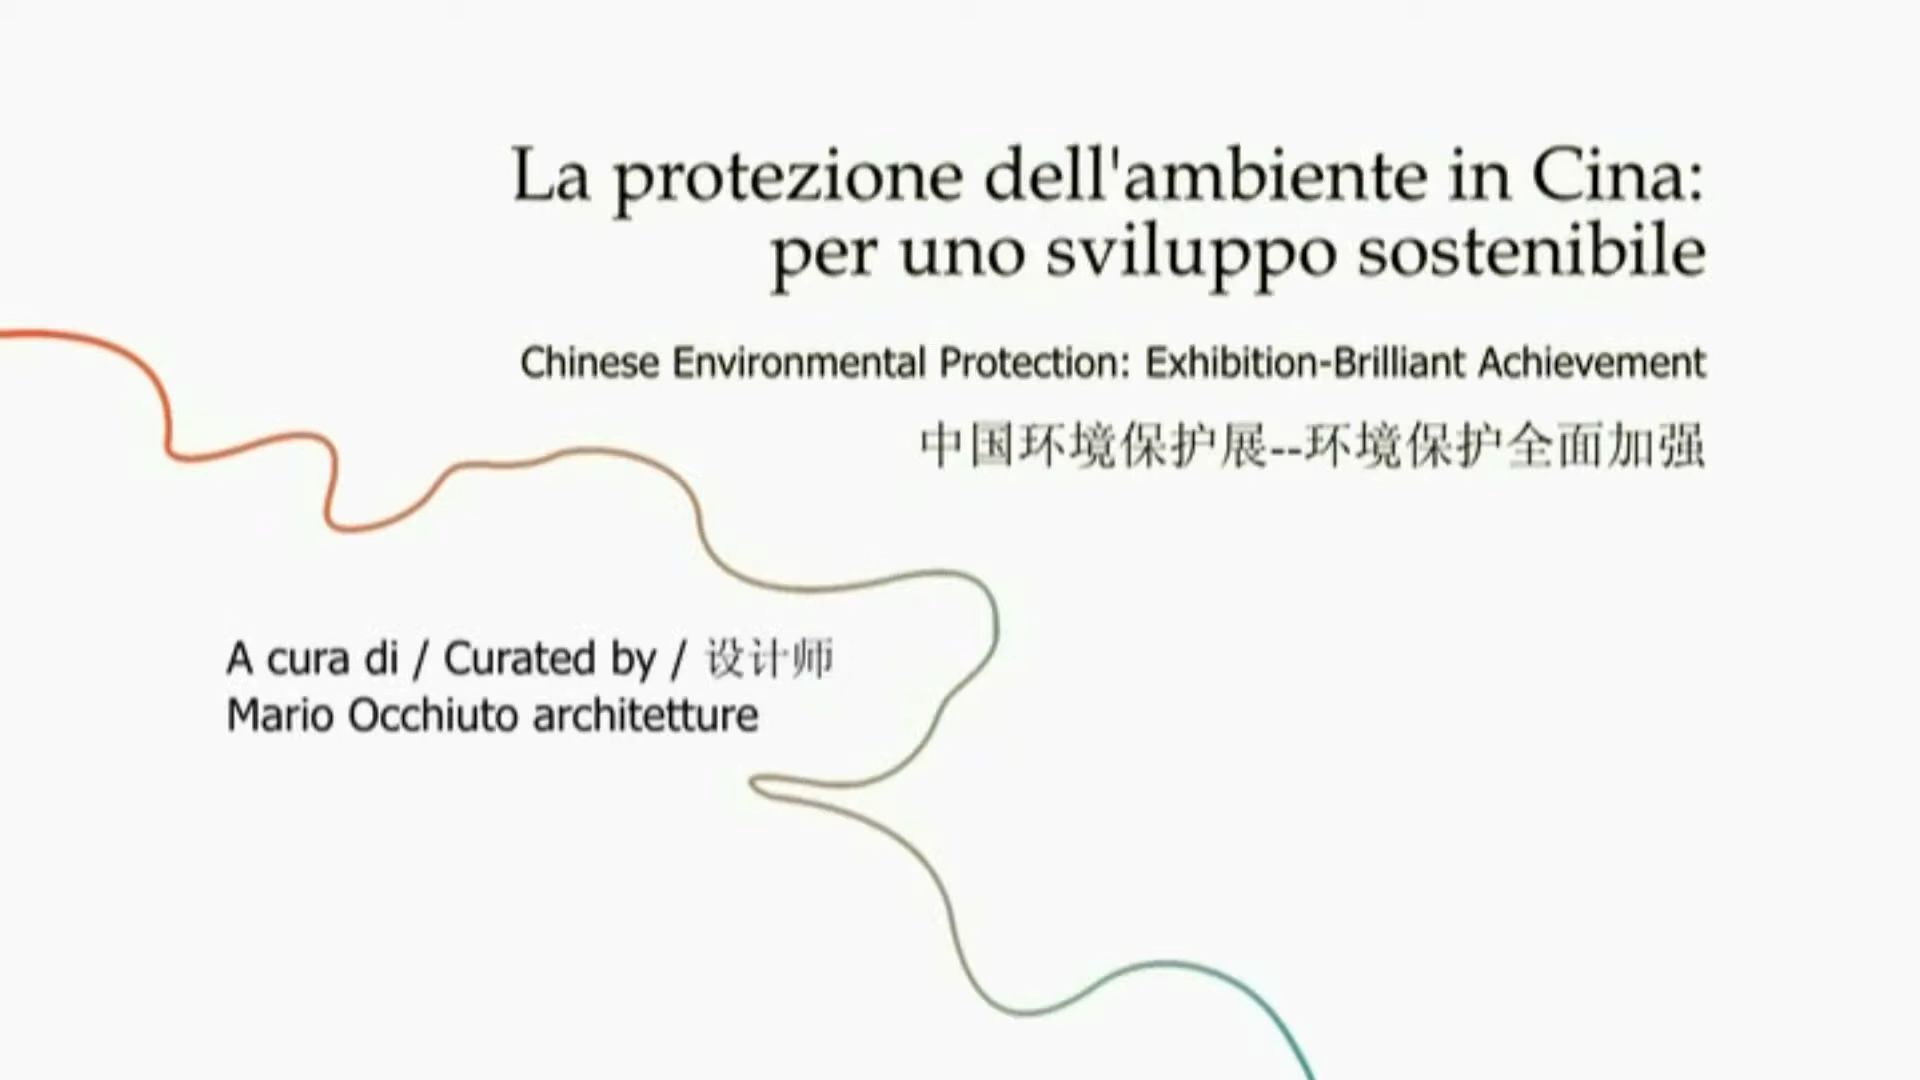 La protezione dell'ambiente in Cina:
per uno sviluppo sostenibile
Chinese Environmental Protection: Exhibition-Brilliant Achievement
中国环境保护展--环境保护全面加强
A cura di / Curated by / 设计师
Mario Occhiuto architetture